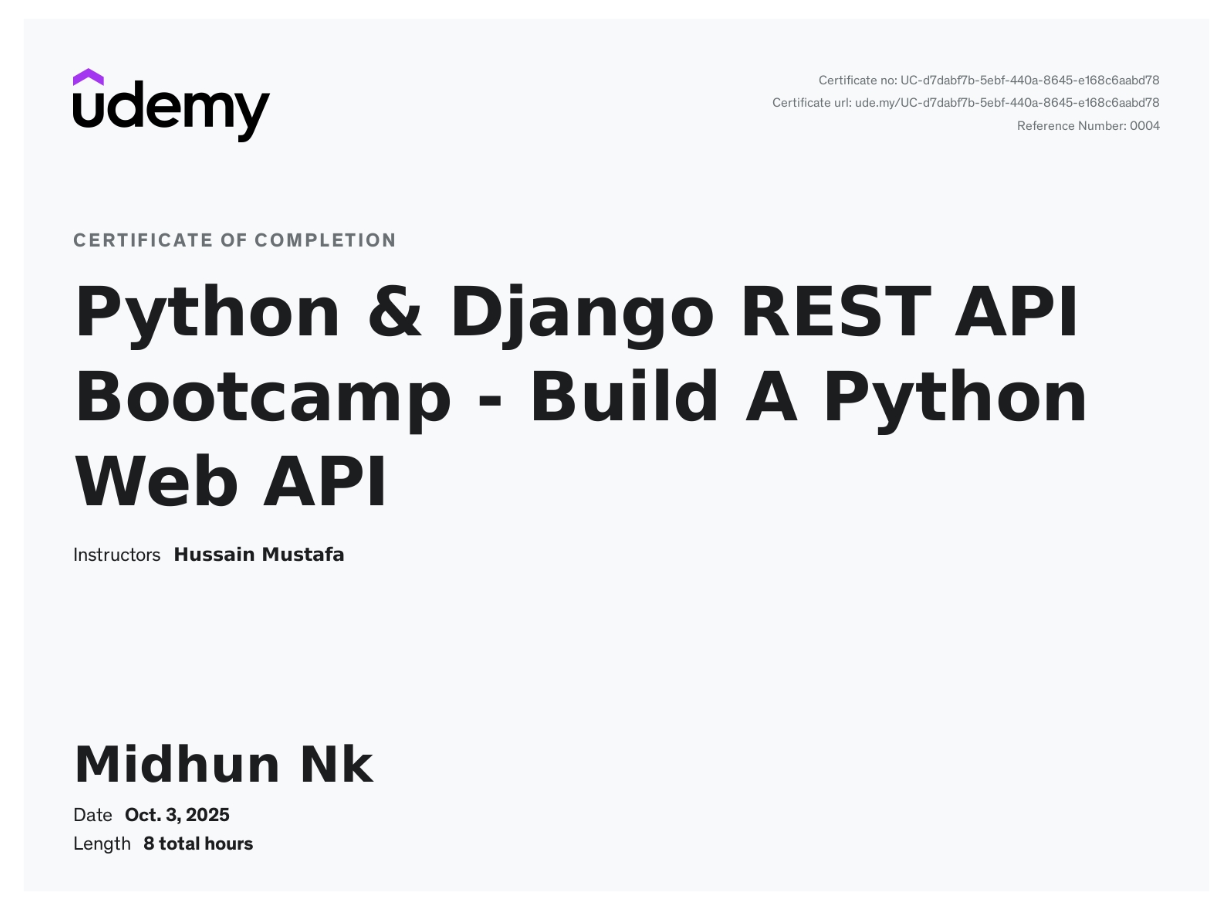 udemy
Certificate no: UC-d7dabf7b-5ebf-440a-8645-e168c6aabd78
Certificate url: ude.my/UC-d7dabf7b-5ebf-440a-8645-e168c6aabd78
Reference Number: 0004
CERTIFICATE OF COMPLETION
Python & Django REST API
Bootcamp - Build A Python
Web API
Instructors Hussain Mustafa
Midhun Nk
Date Oct. 3, 2025
Length 8 total hours